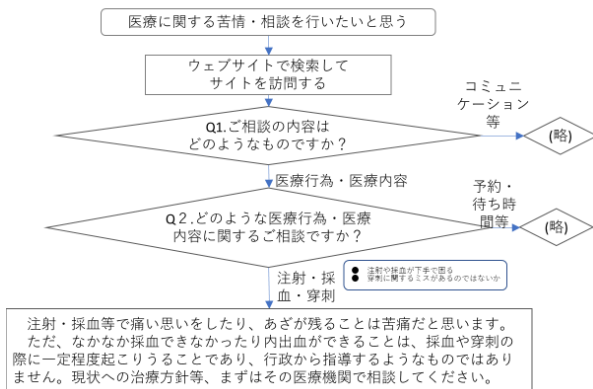 医療に関する苦情・相談を行いたいと思う
ウェブサイトで検索して
サイトを訪問する
コミュニ
ケーション
等
Q1.ご相談の内容は
どのようなものですか？
(略)
医療行為・医療内容
予約・
待ち時
間等
Q２.どのような医療行為・医療
内容に関するご相談ですか？
(略)
注射・採
血・穿刺
● 注射や採血が下手で困る
● 穿刺に関するミスがあるのではないか
注射・採血等で痛い思いをしたり、あざが残ることは苦痛だと思います。
ただ、なかなか採血できなかったり内出血ができることは、採血や穿刺の
際に一定程度起こりうることであり、行政から指導するようなものではあり
ません。現状への治療方針等、まずはその医療機関で相談してください。